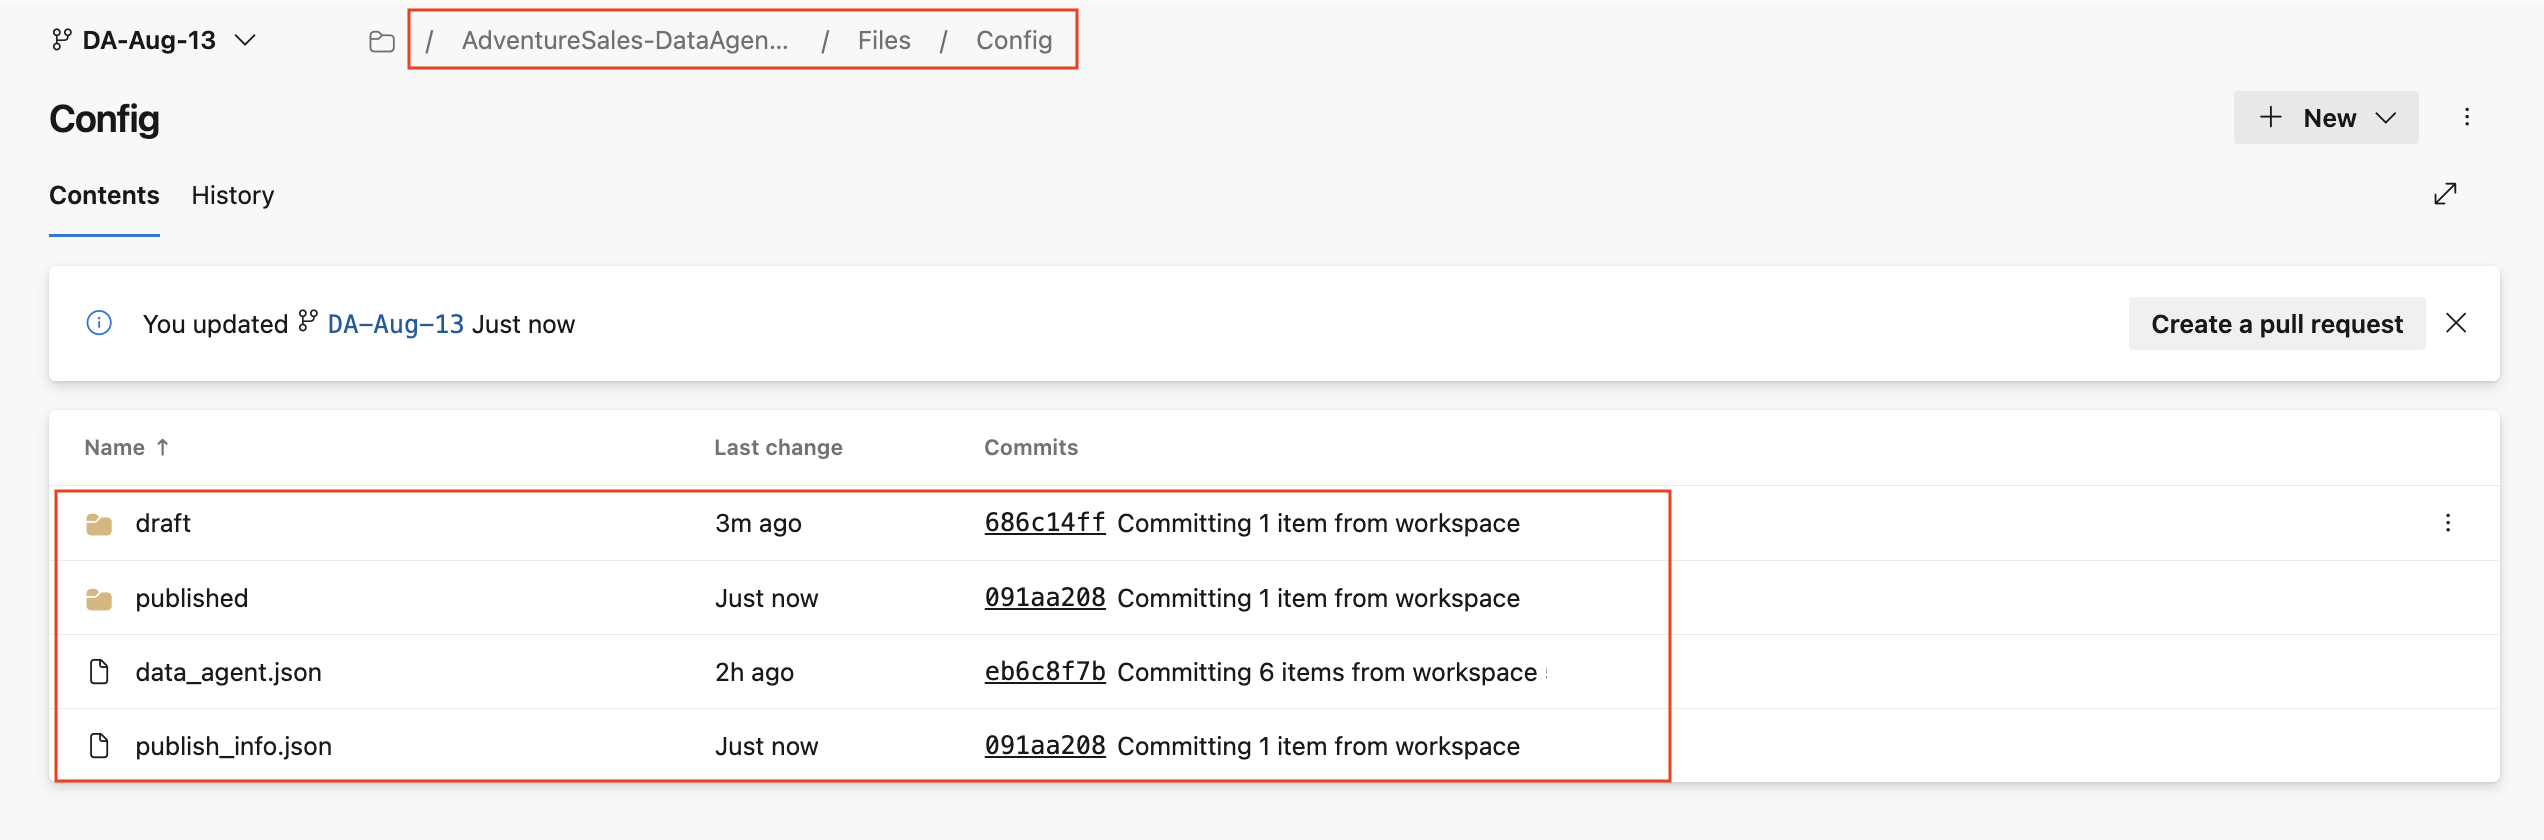 DA-Aug-13 / AdventureSales-DataAgen... / Files / Config
Config
+ New
Contents History
You updated DA-Aug-13 Just now Create a pull request
Name ↑ Last change Commits
draft 3m ago 686c14ff Committing 1 item from workspace
published Just now 091aa208 Committing 1 item from workspace
data_agent.json 2h ago eb6c8f7b Committing 6 items from workspace
publish_info.json Just now 091aa208 Committing 1 item from workspace